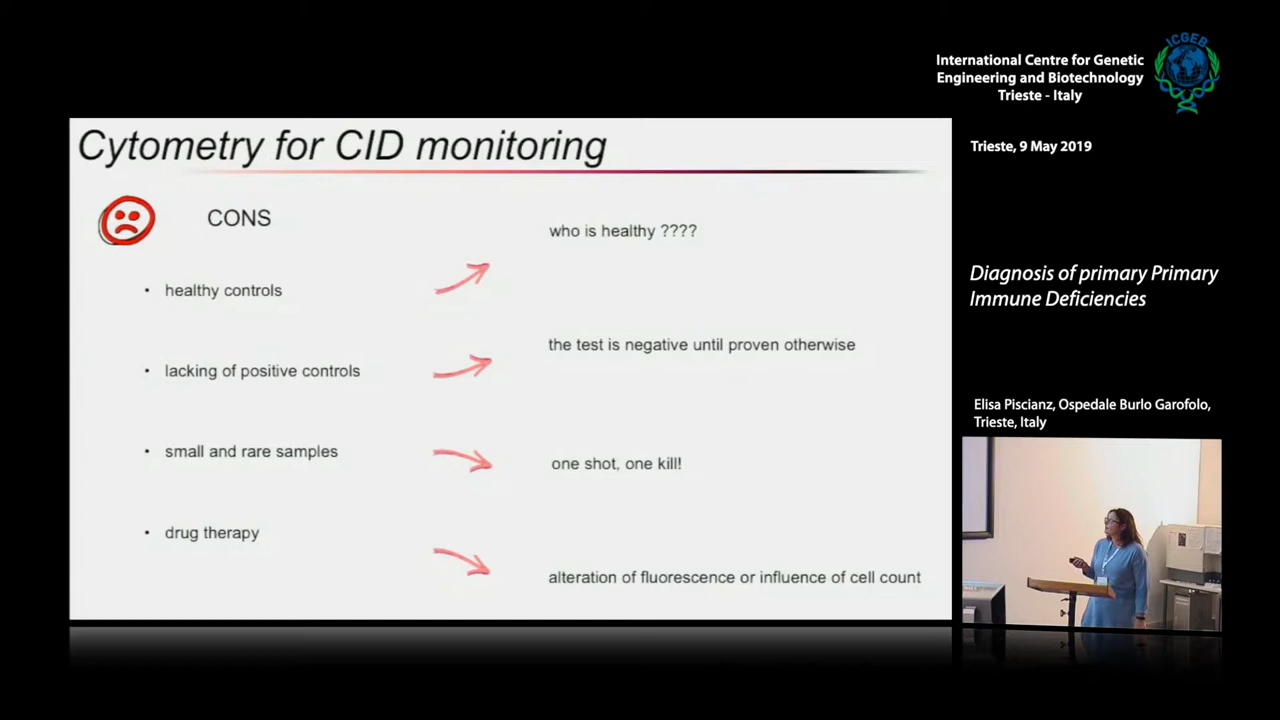 ICGEB
International Centre for Genetic
Engineering and Biotechnology
Trieste - Italy
Trieste, 9 May 2019
Cytometry for CID monitoring
CONS
who is healthy ????
healthy controls
the test is negative until proven otherwise
lacking of positive controls
small and rare samples
one shot, one kill!
drug therapy
alteration of fluorescence or influence of cell count
Diagnosis of primary Primary
Immune Deficiencies
Elisa Piscianz, Ospedale Burlo Garofolo,
Trieste, Italy